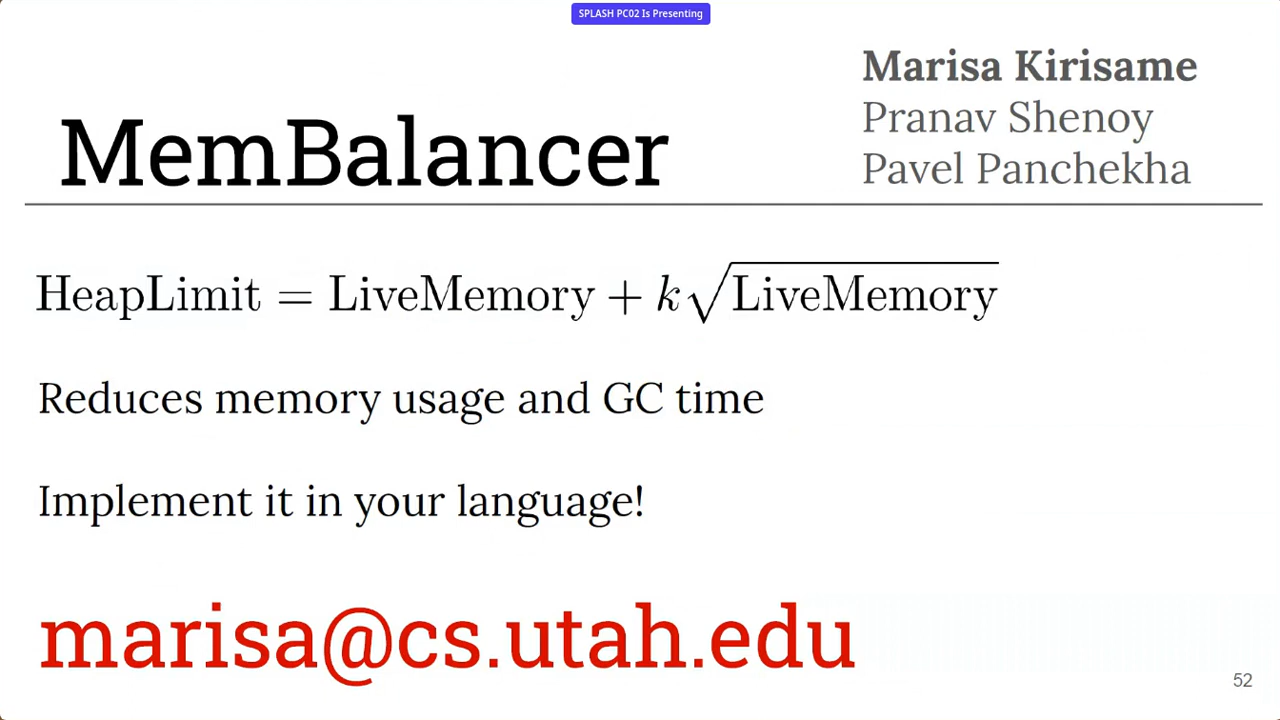 SPLASH PC02 Is Presenting
MemBalancer
Marisa Kirisame
Pranav Shenoy
Pavel Panchekha
HeapLimit = LiveMemory + k√LiveMemory
Reduces memory usage and GC time
Implement it in your language!
marisa@cs.utah.edu
52